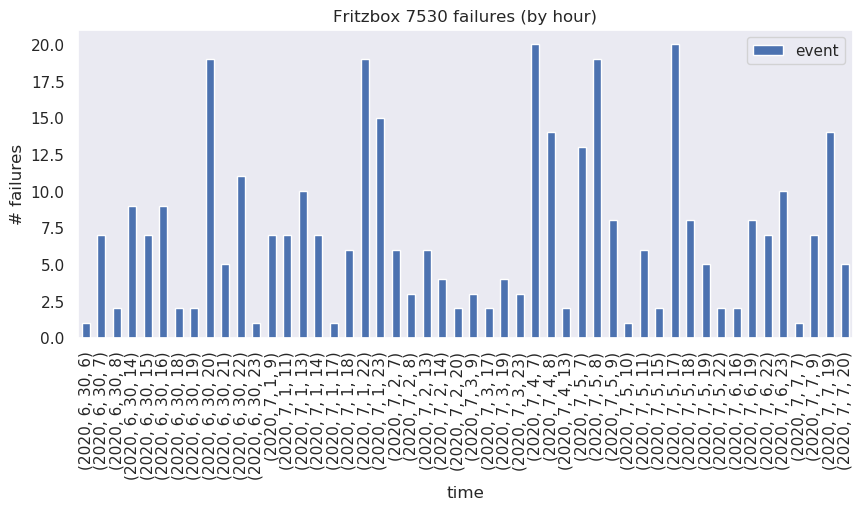 Fritzbox 7530 failures (by hour)
event
# failures
20.0
17.5
15.0
12.5
10.0
7.5
5.0
2.5
0.0
(2020, 6, 30, 6)
(2020, 6, 30, 7)
(2020, 6, 30, 8)
(2020, 6, 30, 14)
(2020, 6, 30, 15)
(2020, 6, 30, 16)
(2020, 6, 30, 18)
(2020, 6, 30, 19)
(2020, 6, 30, 20)
(2020, 6, 30, 21)
(2020, 6, 30, 22)
(2020, 6, 30, 23)
(2020, 7, 1, 9)
(2020, 7, 1, 11)
(2020, 7, 1, 13)
(2020, 7, 1, 14)
(2020, 7, 1, 17)
(2020, 7, 1, 18)
(2020, 7, 1, 22)
(2020, 7, 1, 23)
(2020, 7, 2, 7)
(2020, 7, 2, 8)
(2020, 7, 2, 13)
(2020, 7, 2, 14)
(2020, 7, 2, 20)
(2020, 7, 3, 9)
(2020, 7, 3, 17)
(2020, 7, 3, 19)
(2020, 7, 3, 23)
(2020, 7, 4, 7)
(2020, 7, 4, 8)
(2020, 7, 4, 13)
(2020, 7, 5, 7)
(2020, 7, 5, 8)
(2020, 7, 5, 9)
(2020, 7, 5, 10)
(2020, 7, 5, 11)
(2020, 7, 5, 15)
(2020, 7, 5, 17)
(2020, 7, 5, 18)
(2020, 7, 5, 19)
(2020, 7, 5, 22)
(2020, 7, 6, 16)
(2020, 7, 6, 19)
(2020, 7, 6, 22)
(2020, 7, 6, 23)
(2020, 7, 7, 7)
(2020, 7, 7, 9)
(2020, 7, 7, 19)
(2020, 7, 7, 20)
time